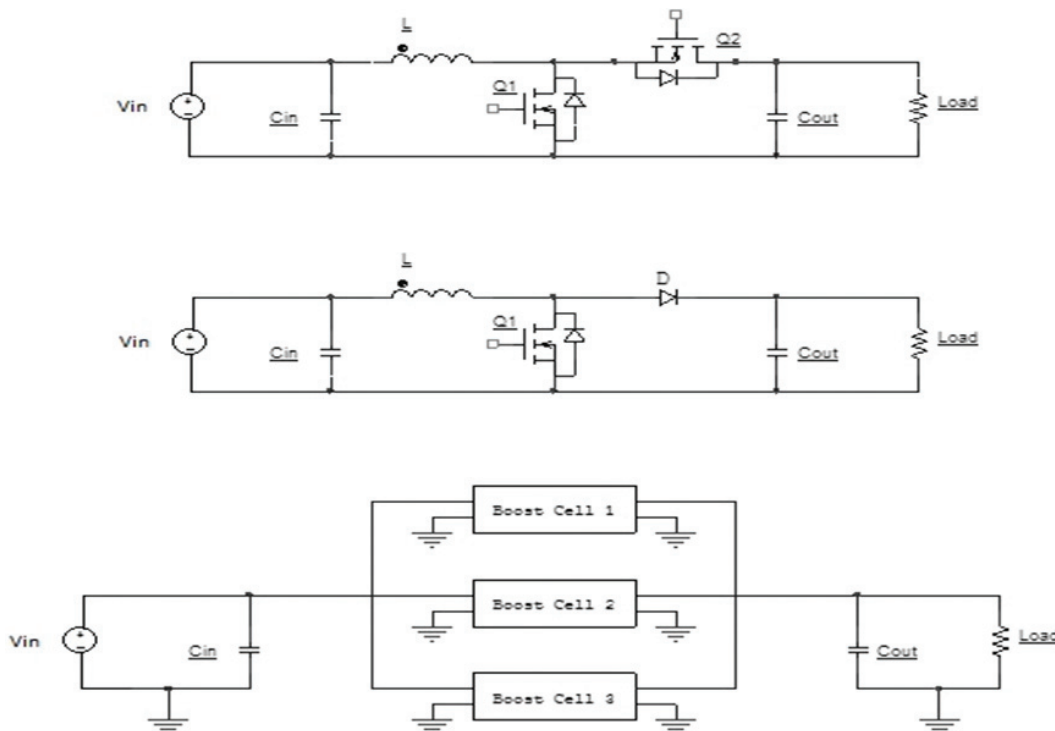 L
Q2
Vin
Cin
Q1
Cout
Load
L
D
Vin
Cin
Q1
Cout
Load
Boost Cell 1
Boost Cell 2
Vin
Cin
Cout
Load
Boost Cell 3